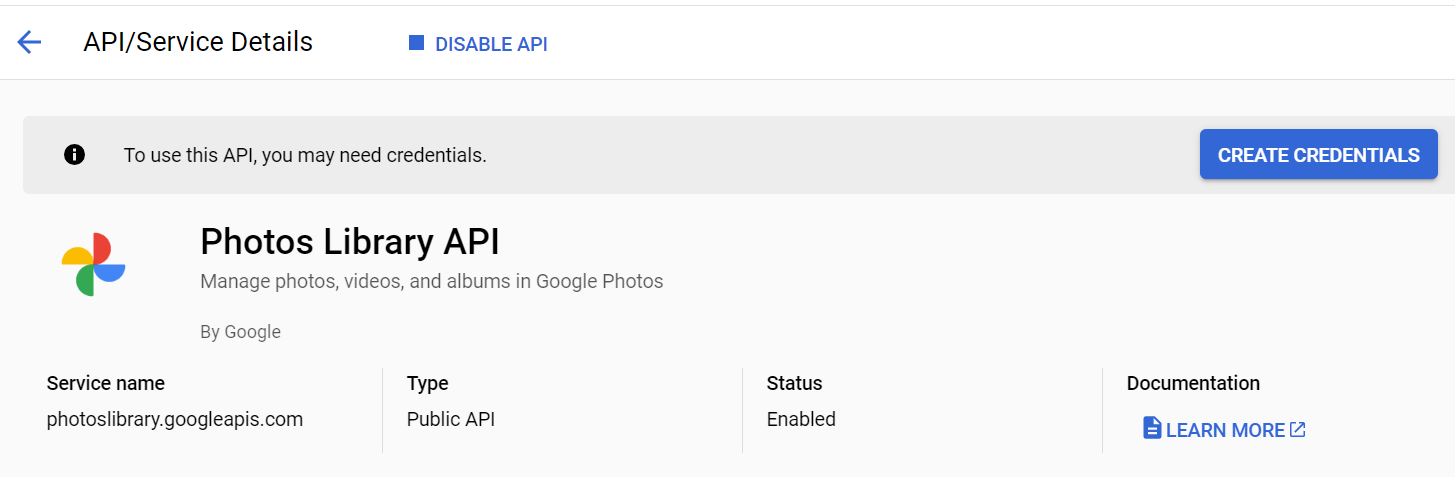 API/Service Details
DISABLE API
To use this API, you may need credentials.
CREATE CREDENTIALS
Photos Library API
Manage photos, videos, and albums in Google Photos
By Google
Service name
photoslibrary.googleapis.com
Type
Public API
Status
Enabled
Documentation
LEARN MORE